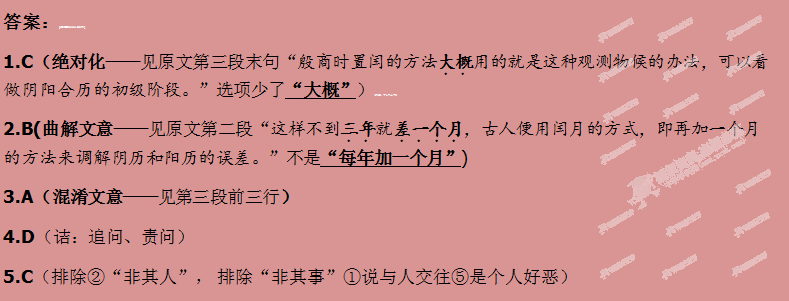 答案：
1.C（绝对化——见原文第三段末句“殷商时置闰的方法大概用的就是这种观测物候的办法，可以看
做阴阳合历的初级阶段。”选项少了“大概”）
2.B(曲解文意——见原文第二段“这样不到三年就差一个月，古人便用闰月的方式，即再加一个月
的方法来调解阴历和阳历的误差。”不是“每年加一个月”)
3.A（混淆文意——见第三段前三行）
4.D（诘：追问、责问）
5.C（排除②“非其人”，排除“非其事”①说与人交往⑤是个人好恶）